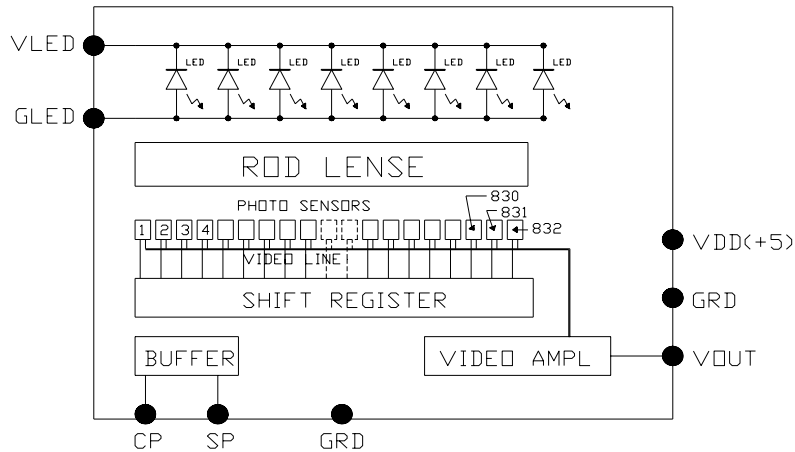 VLED
LED LED LED LED LED LED LED LED
GLED
ROD LENSE
PHOTO SENSORS
830
831
832
1 2 3 4
VIDEO LINE
VDD(+5)
SHIFT REGISTER
GRD
BUFFER
VIDEO AMPL
VOUT
CP SP GRD